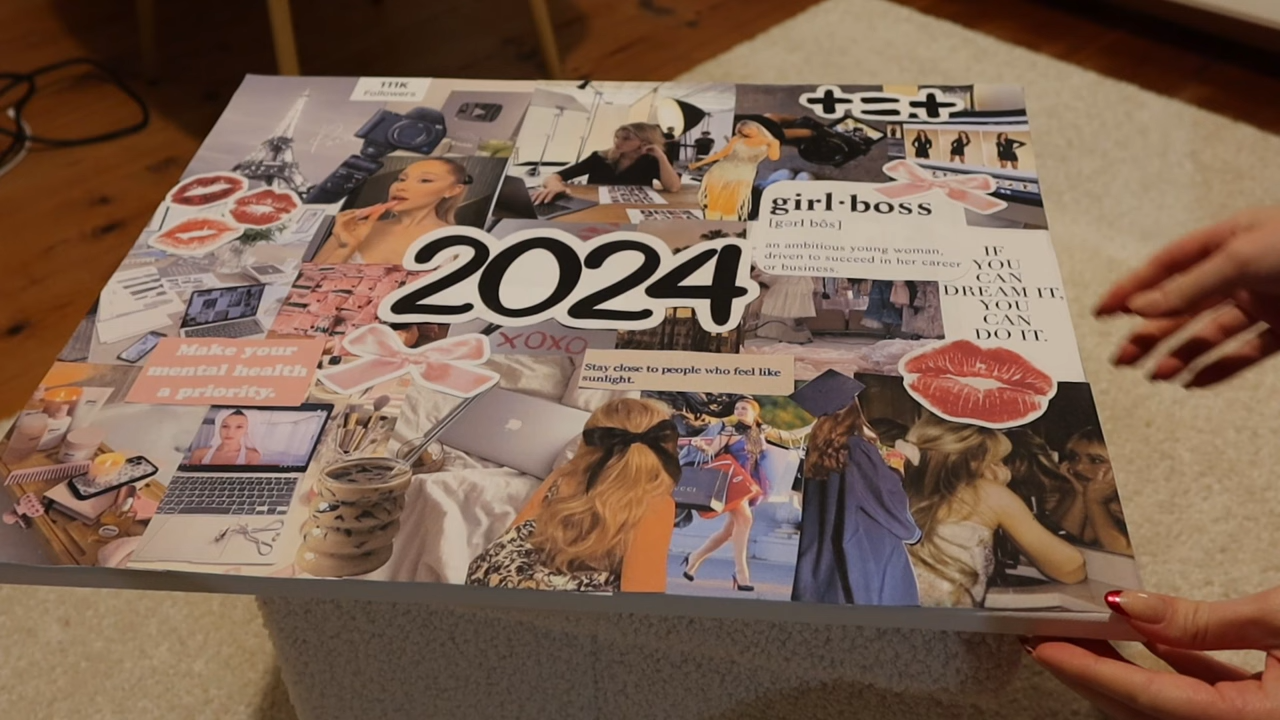 111K
Followers
2024
girl·boss
[gərl bôs]
an ambitious young woman,
driven to succeed in her career
or business.
IF
YOU
CAN
DREAM IT,
YOU
CAN
DO IT.
XOXO
Make your
mental health
a priority.
Stay close to people who feel like
sunlight.
GUCCI